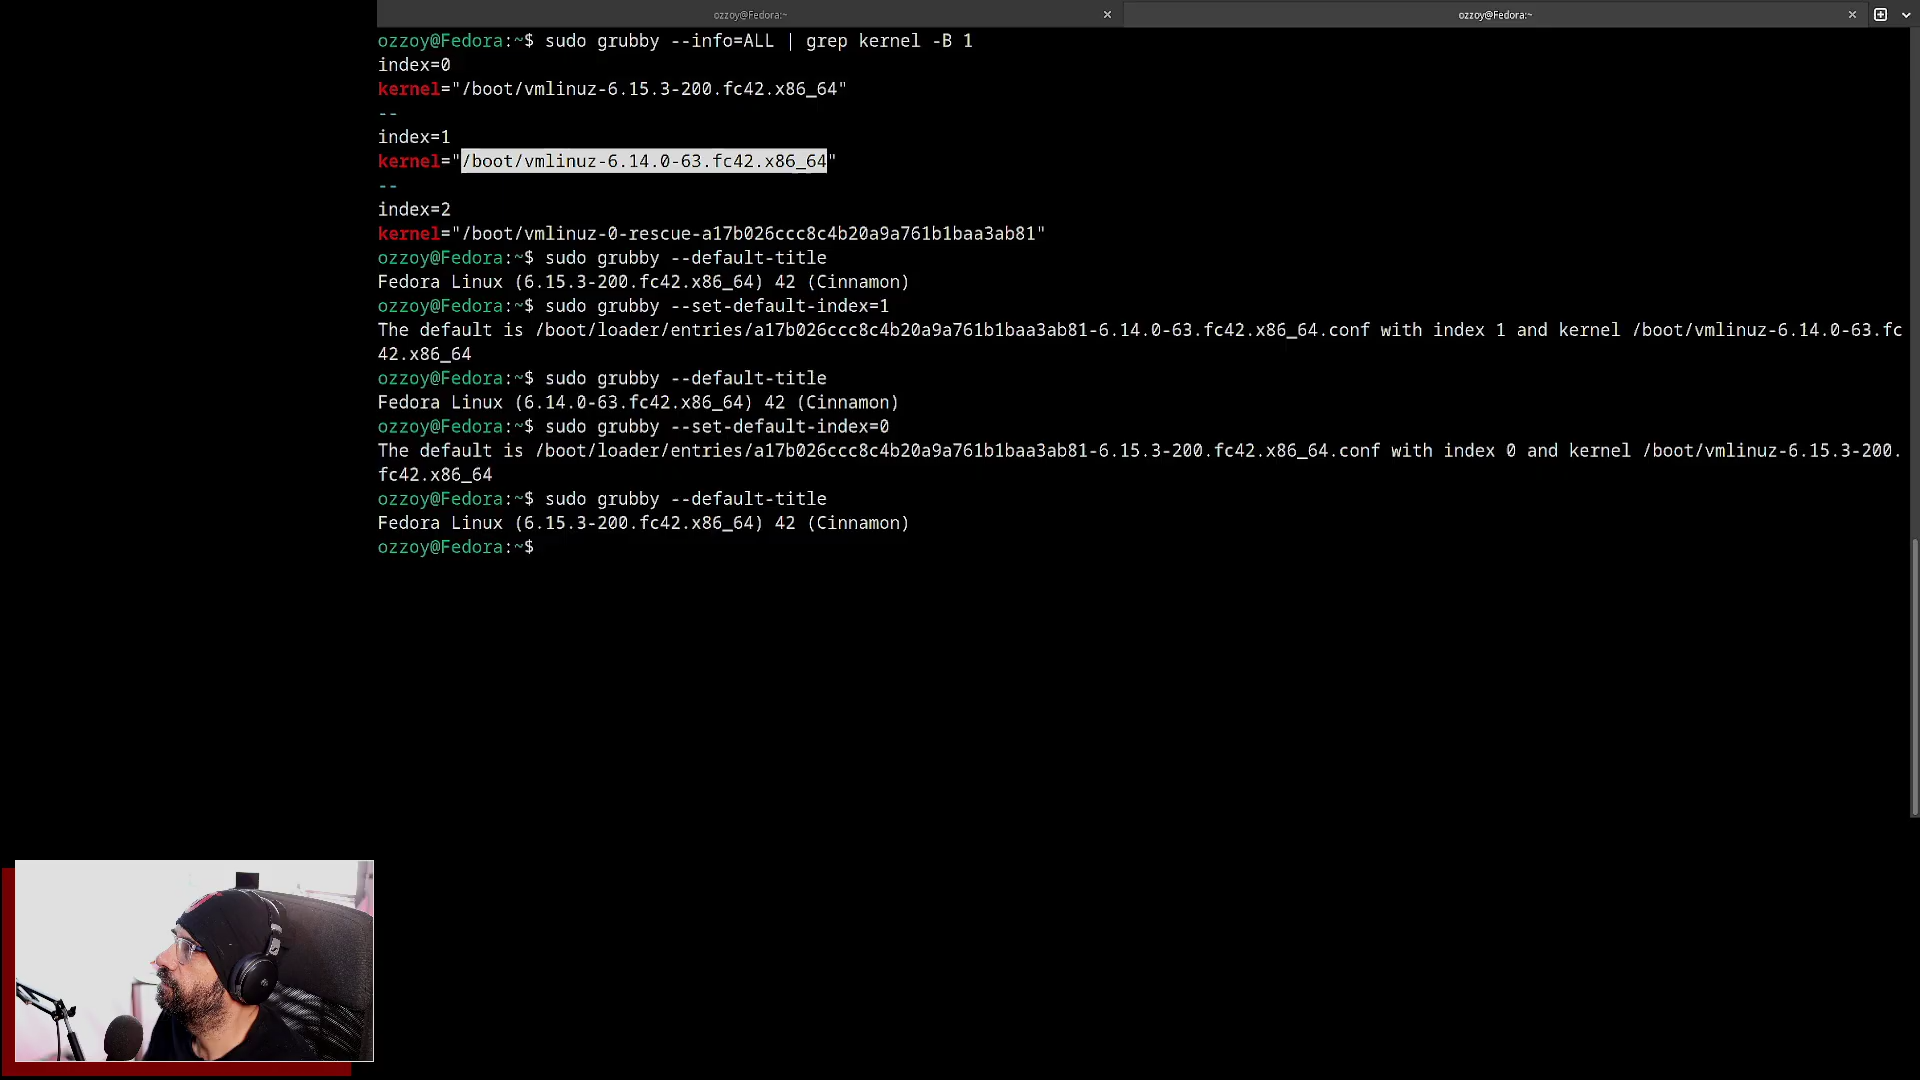 ozzoy@Fedora:~
ozzoy@Fedora:~
ozzoy@Fedora:~$ sudo grubby --info=ALL | grep kernel -B 1
index=0
kernel="/boot/vmlinuz-6.15.3-200.fc42.x86_64"
--
index=1
kernel="/boot/vmlinuz-6.14.0-63.fc42.x86_64"
--
index=2
kernel="/boot/vmlinuz-0-rescue-a17b026ccc8c4b20a9a761b1baa3ab81"
ozzoy@Fedora:~$ sudo grubby --default-title
Fedora Linux (6.15.3-200.fc42.x86_64) 42 (Cinnamon)
ozzoy@Fedora:~$ sudo grubby --set-default-index=1
The default is /boot/loader/entries/a17b026ccc8c4b20a9a761b1baa3ab81-6.14.0-63.fc42.x86_64.conf with index 1 and kernel /boot/vmlinuz-6.14.0-63.fc
42.x86_64
ozzoy@Fedora:~$ sudo grubby --default-title
Fedora Linux (6.14.0-63.fc42.x86_64) 42 (Cinnamon)
ozzoy@Fedora:~$ sudo grubby --set-default-index=0
The default is /boot/loader/entries/a17b026ccc8c4b20a9a761b1baa3ab81-6.15.3-200.fc42.x86_64.conf with index 0 and kernel /boot/vmlinuz-6.15.3-200.
fc42.x86_64
ozzoy@Fedora:~$ sudo grubby --default-title
Fedora Linux (6.15.3-200.fc42.x86_64) 42 (Cinnamon)
ozzoy@Fedora:~$